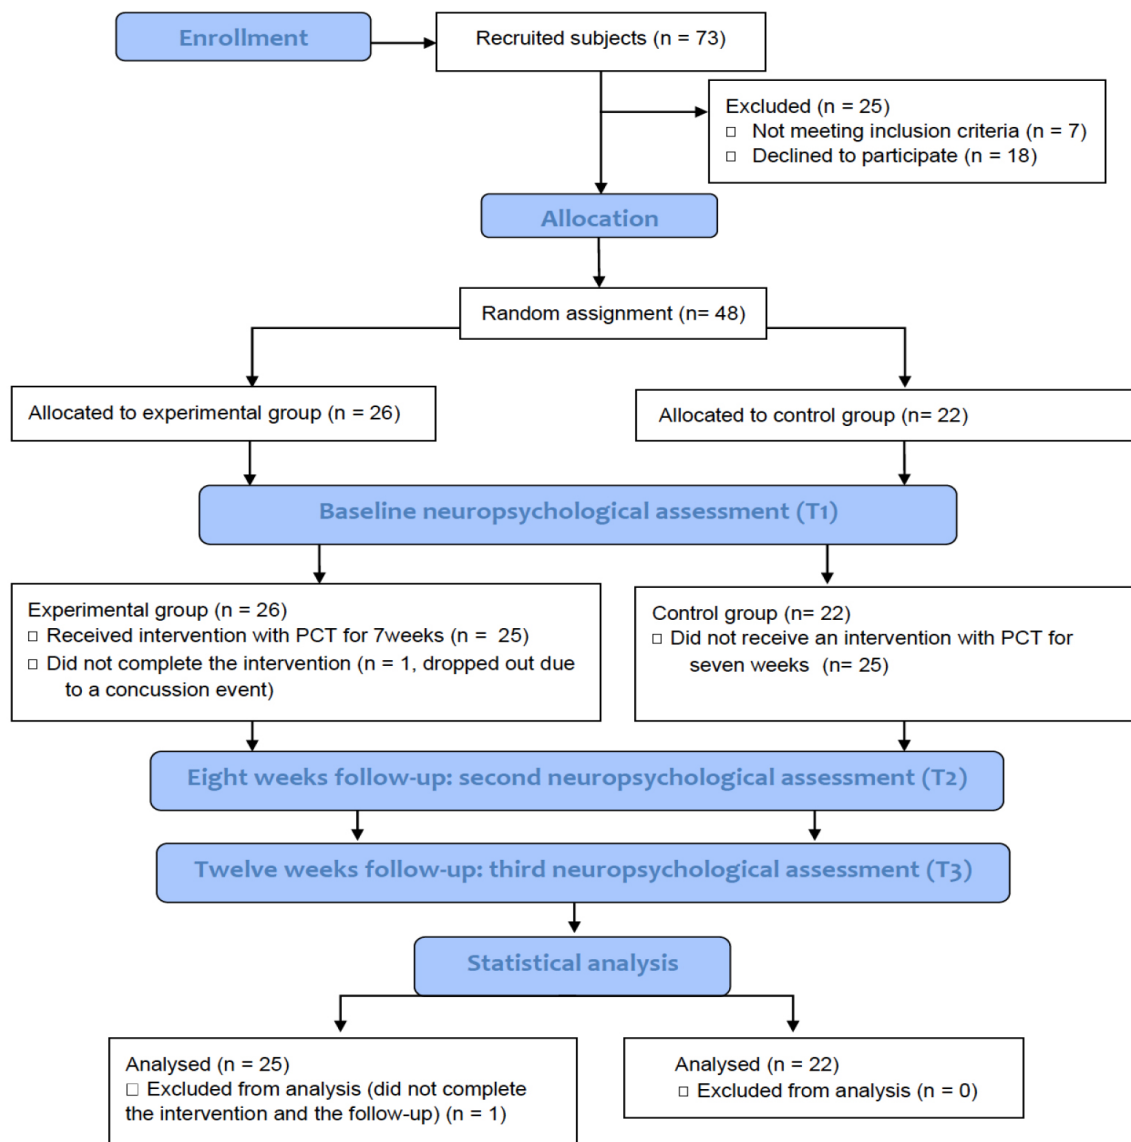 Enrollment
Recruited subjects (n = 73)
Excluded (n = 25)
□ Not meeting inclusion criteria (n = 7)
□ Declined to participate (n = 18)
Allocation
Random assignment (n= 48)
Allocated to experimental group (n = 26)
Allocated to control group (n= 22)
Baseline neuropsychological assessment (T1)
Experimental group (n = 26)
□ Received intervention with PCT for 7weeks (n = 25)
□ Did not complete the intervention (n = 1, dropped out due
to a concussion event)
Control group (n= 22)
□ Did not receive an intervention with PCT for
seven weeks (n= 25)
Eight weeks follow-up: second neuropsychological assessment (T2)
Twelve weeks follow-up: third neuropsychological assessment (T3)
Statistical analysis
Analysed (n = 25)
□ Excluded from analysis (did not complete
the intervention and the follow-up) (n = 1)
Analysed (n = 22)
□ Excluded from analysis (n = 0)